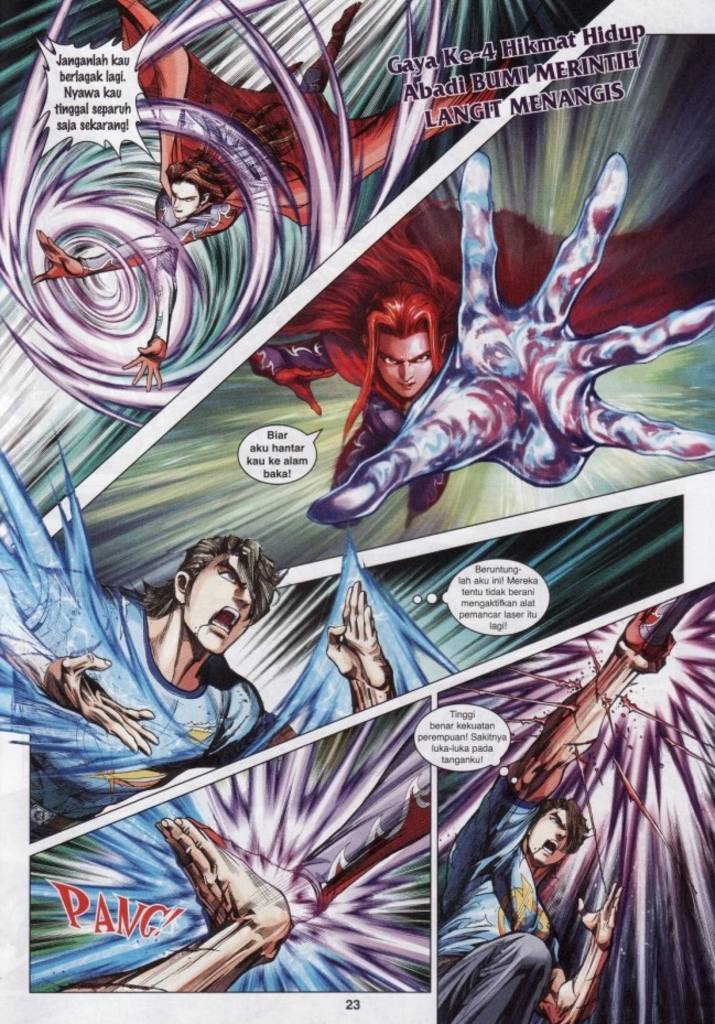 Janganlah kau
berlagak lagi.
Nyawa kau
tinggal separuh
saja sekarang!
Gaya Ke-4 Hikmat Hidup
Abadi BUMI MERINTIH
LANGIT MENANGIS
Biar
aku hantar
kau ke alam
baka!
Beruntung-
lah aku ini! Mereka
tentu tidak berani
mengaktifkan alat
pemancar laser itu
lagi!
Tinggi
benar kekuatan
perempuan! Sakitnya
luka-luka pada
tanganku!
PANG!
23